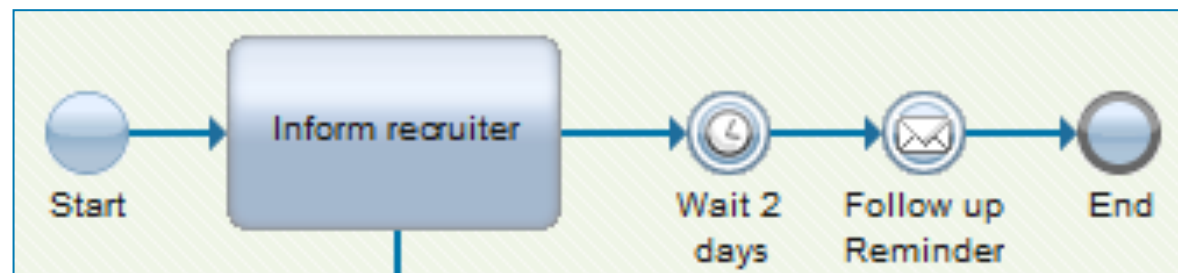 Inform recruiter
Start
Wait 2
days
Follow up
Reminder
End